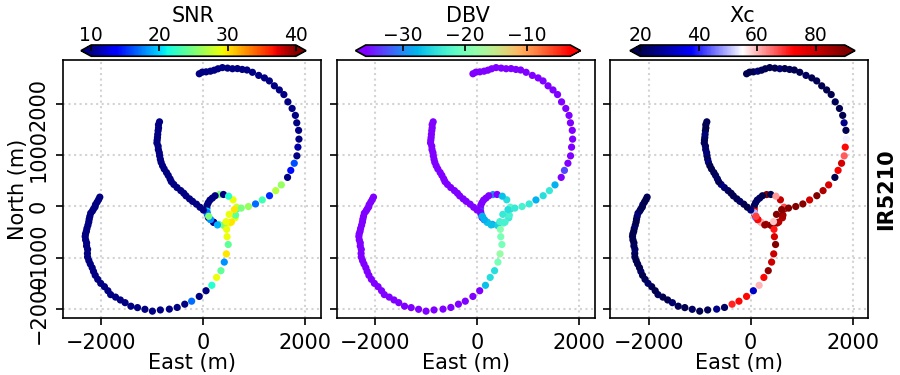 SNR DBV Xc
10 20 30 40 −30 −20 −10 20 40 60 80
North (m)
2000
1000
0
−1000
−2000
IR5210
−2000 0 2000 −2000 0 2000 −2000 0 2000
East (m) East (m) East (m)